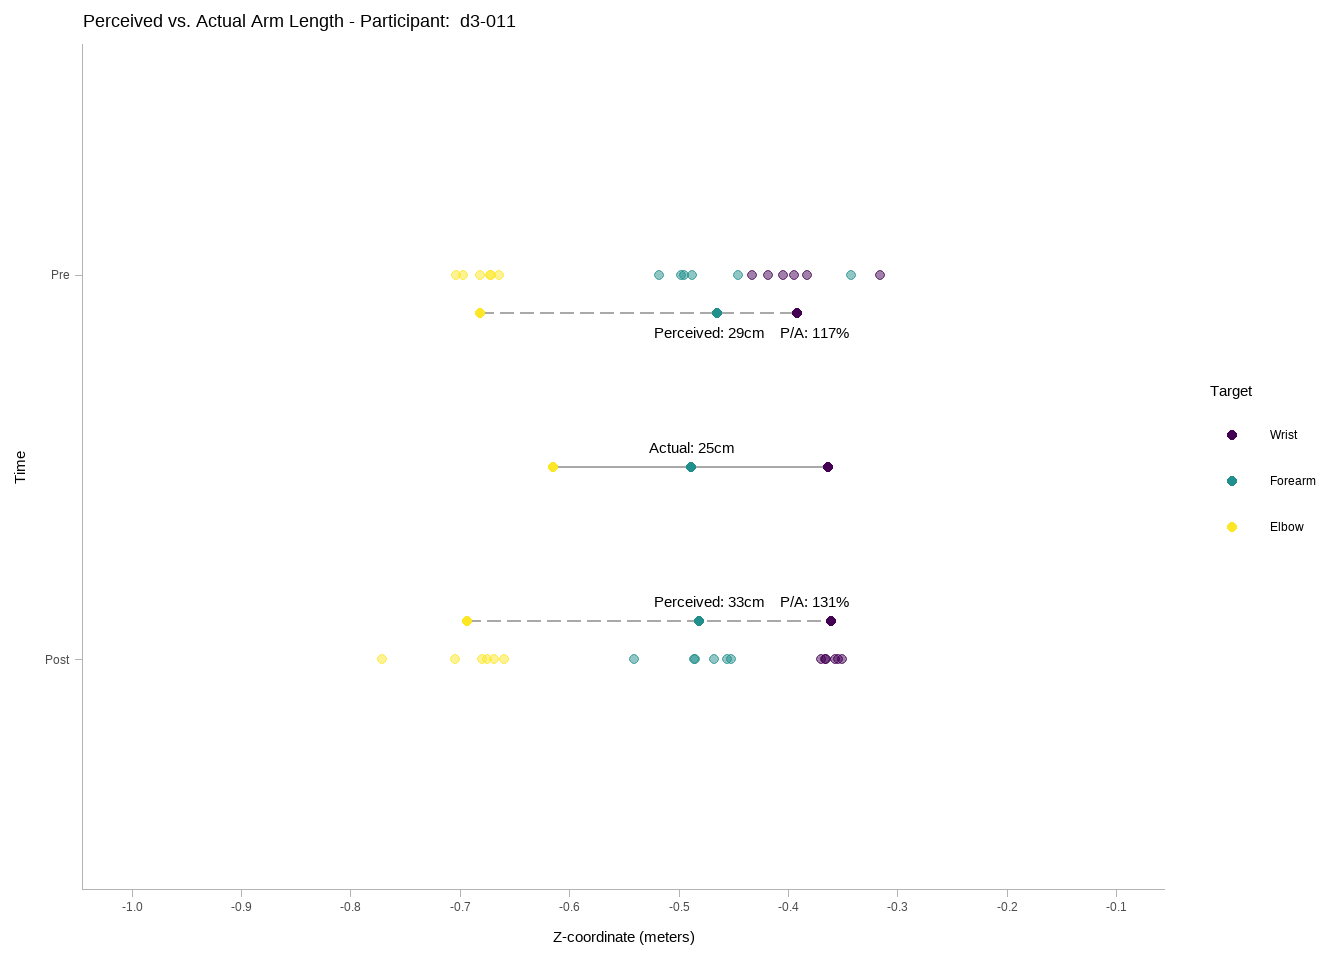 Perceived vs. Actual Arm Length - Participant:  d3-011
Pre
Perceived: 29cm    P/A: 117%
Actual: 25cm
Perceived: 33cm    P/A: 131%
Post
Time
Target
Wrist
Forearm
Elbow
-1.0 -0.9 -0.8 -0.7 -0.6 -0.5 -0.4 -0.3 -0.2 -0.1
Z-coordinate (meters)